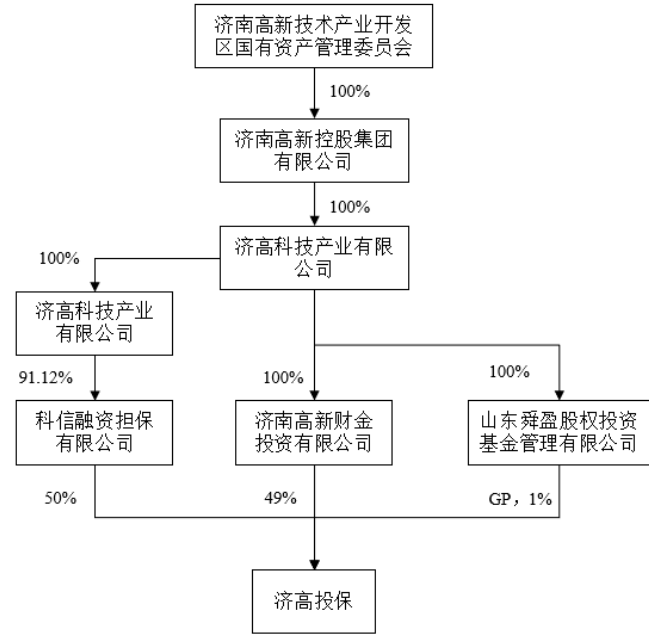 济南高新技术产业开发
区国有资产管理委员会
100%
济南高新控股集团
有限公司
100%
济高科技产业有限
公司
100%
济高科技产业
有限公司
91.12%
100%
100%
科信融资担保
有限公司
济南高新财金
投资有限公司
山东舜盈股权投资
基金管理有限公司
50%
49%
GP，1%
济高投保